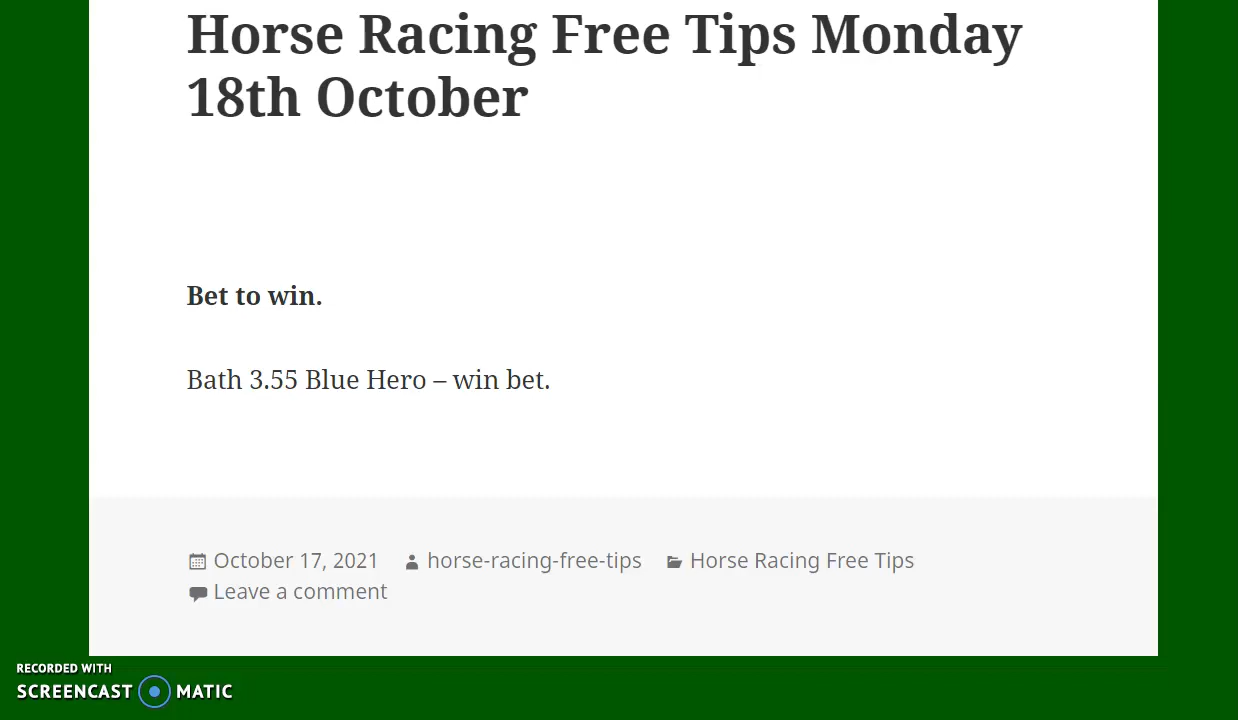 Horse Racing Free Tips Monday
18th October
Bet to win.
Bath 3.55 Blue Hero – win bet.
October 17, 2021 horse-racing-free-tips Horse Racing Free Tips
Leave a comment
RECORDED WITH
SCREENCAST MATIC